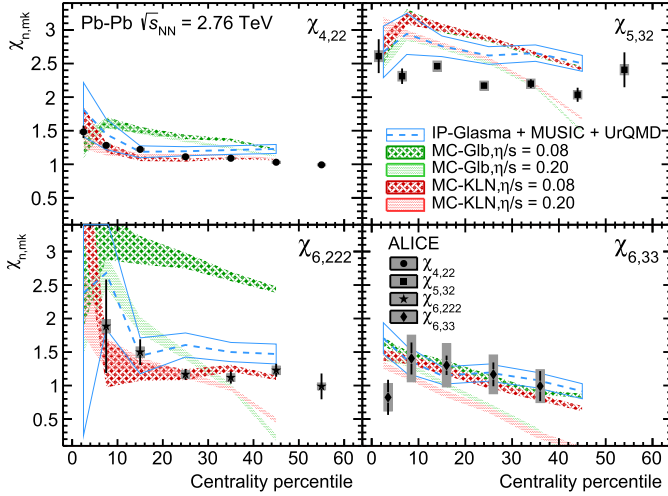 Pb-Pb √sNN = 2.76 TeV
χ4,22
χ5,32
χn,mk
3
2.5
2
1.5
1
0.5
IP-Glasma + MUSIC + UrQMD
MC-Glb,η/s = 0.08
MC-Glb,η/s = 0.20
MC-KLN,η/s = 0.08
MC-KLN,η/s = 0.20
χ6,222
χ6,33
χn,mk
3
2.5
2
1.5
1
0.5
ALICE
χ4,22
χ5,32
χ6,222
χ6,33
0 10 20 30 40 50 60
0 10 20 30 40 50 60
Centrality percentile
Centrality percentile